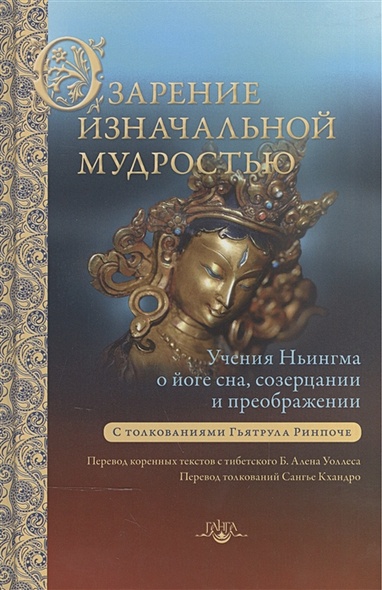 Озарение
изначальной
мудростью
Учения Ньингма
о йоге сна, созерцании
и преображении
С толкованиями Гьятрула Ринпоче
Перевод коренных текстов с тибетского Б. Алена Уоллеса
Перевод толкований Сангье Кхандро
ГАНГА